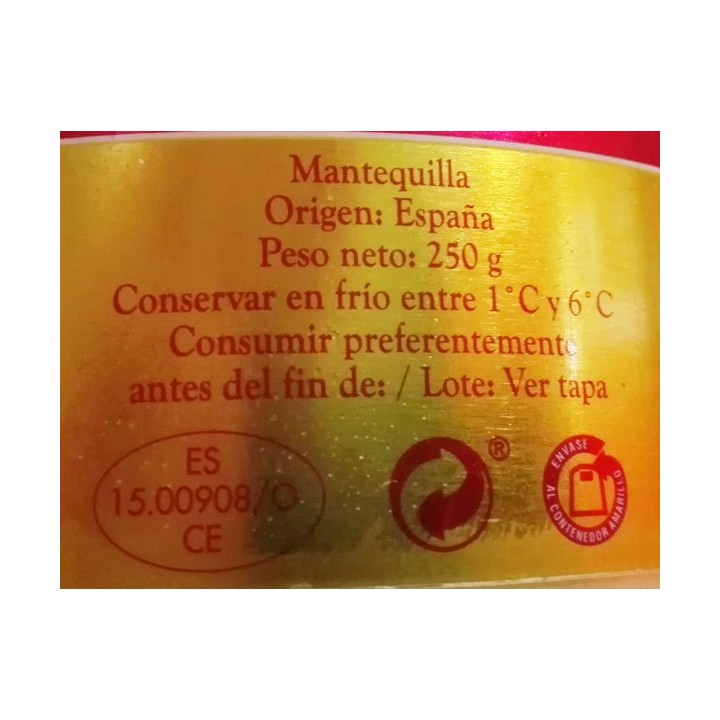 Mantequilla
Origen: España
Peso neto: 250 g
Conservar en frío entre 1°C y 6°C
Consumir preferentemente
antes del fin de: / Lote: Ver tapa
ES
15.00908/O
CE
®
ENVASE
AL CONTENEDOR AMARILLO